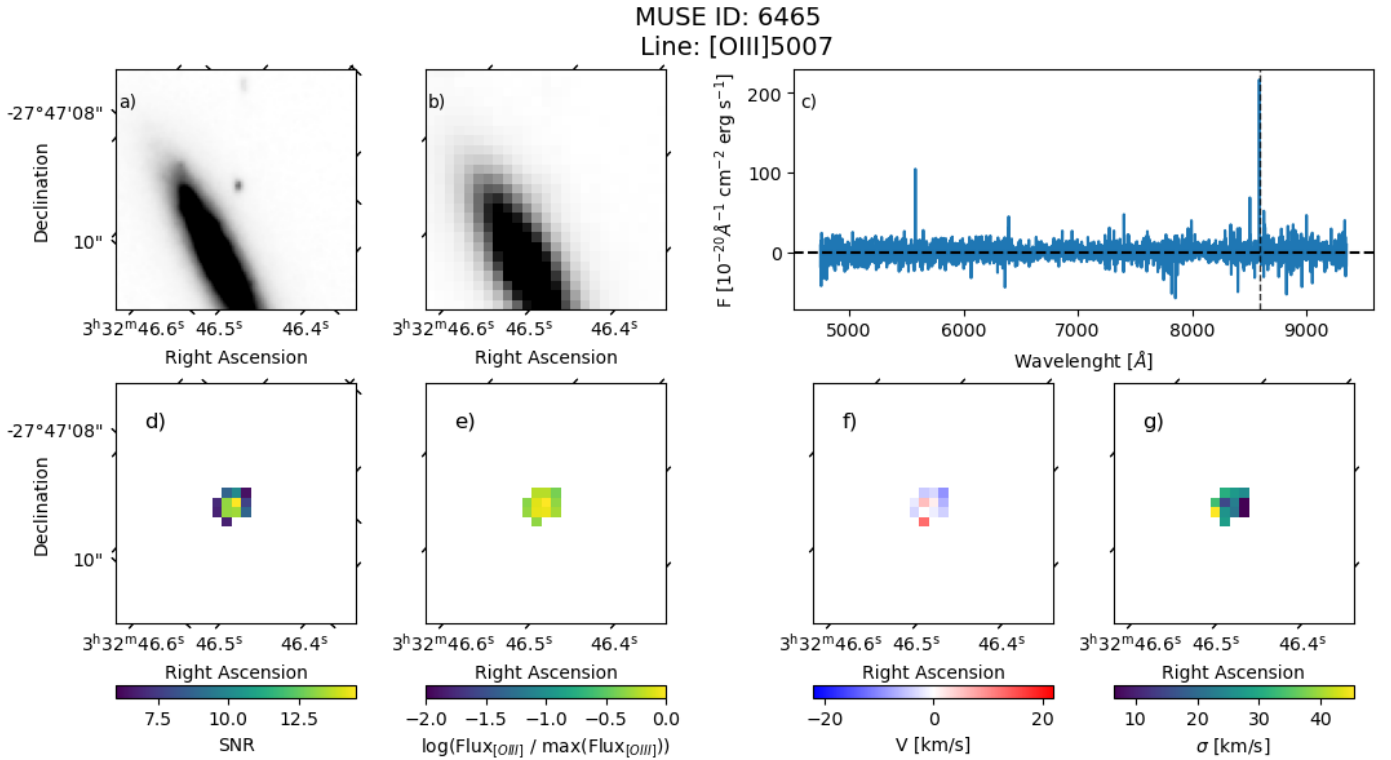 MUSE ID: 6465
Line: [OIII]5007
a)
b)
c)
-27°47'08"
10"
Declination
3ʰ32ᵐ46.6ˢ 46.5ˢ 46.4ˢ
Right Ascension
3ʰ32ᵐ46.6ˢ 46.5ˢ 46.4ˢ
Right Ascension
F [10⁻²⁰Å⁻¹ cm⁻² erg s⁻¹]
200
100
0
5000 6000 7000 8000 9000
Wavelenght [Å]
d)
e)
f)
g)
-27°47'08"
10"
Declination
3ʰ32ᵐ46.6ˢ 46.5ˢ 46.4ˢ
Right Ascension
7.5 10.0 12.5
SNR
3ʰ32ᵐ46.6ˢ 46.5ˢ 46.4ˢ
Right Ascension
−2.0 −1.5 −1.0 −0.5 0.0
log(Flux[OIII] / max(Flux[OIII]))
3ʰ32ᵐ46.6ˢ 46.5ˢ 46.4ˢ
Right Ascension
−20 0 20
V [km/s]
3ʰ32ᵐ46.6ˢ 46.5ˢ 46.4ˢ
Right Ascension
10 20 30 40
σ [km/s]